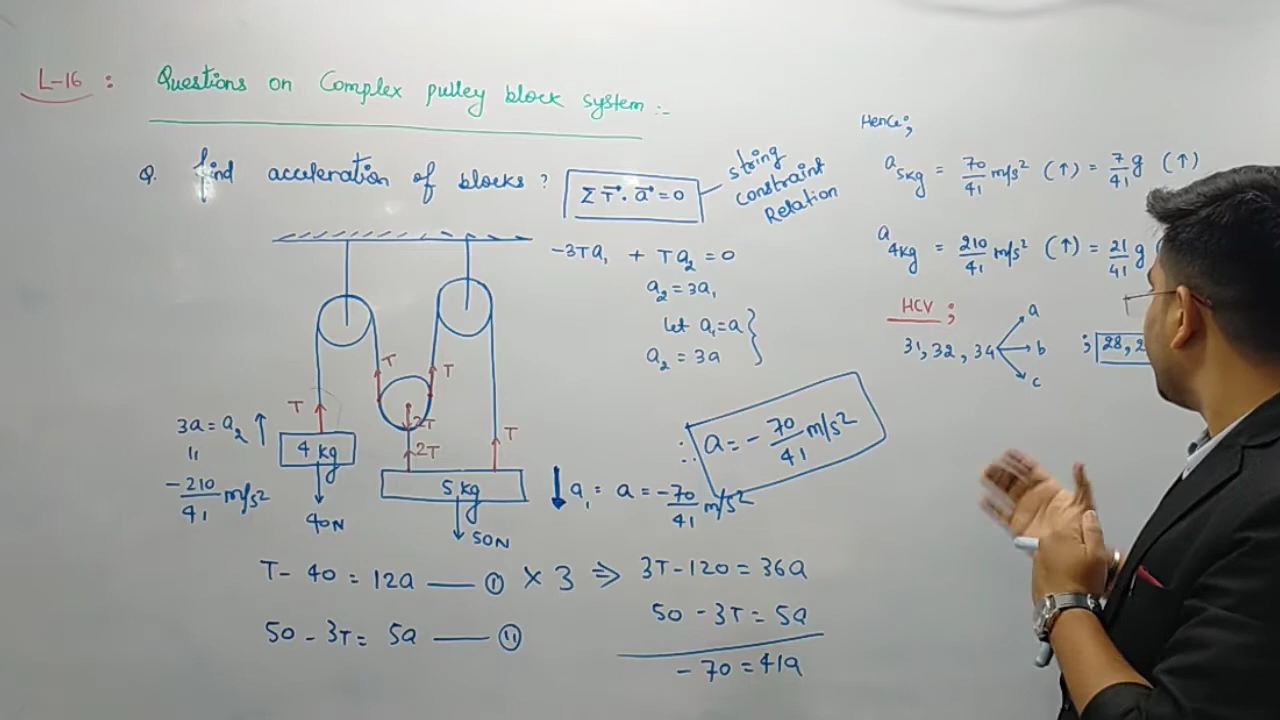 L-16 : Questions on Complex pulley block system :-
Q. find acceleration of blocks ?
Σ T⃗ . a⃗ = 0
string
constraint
Relation
-3Ta₁ + Ta₂ = 0
a₂ = 3a₁
let a₁ = a
a₂ = 3a
∴ a = - 70/41 m/s²
T
T
T
2T
2T
T
3a = a₂ ↑
||
-210/41 m/s²
4 kg
40N
5 kg
50N
↓ a₁ = a = -70/41 m/s²
T - 40 = 12a —— ① × 3 ⇒ 3T - 120 = 36a
50 - 3T = 5a —— ⑪
50 - 3T = 5a
- 70 = 41a
Hence ;
a 5kg = 70/41 m/s² (↑) = 7/41 g (↑)
a 4kg = 210/41 m/s² (↑) = 21/41 g (
HCV ;
31, 32, 34
a
b
c
; 28,